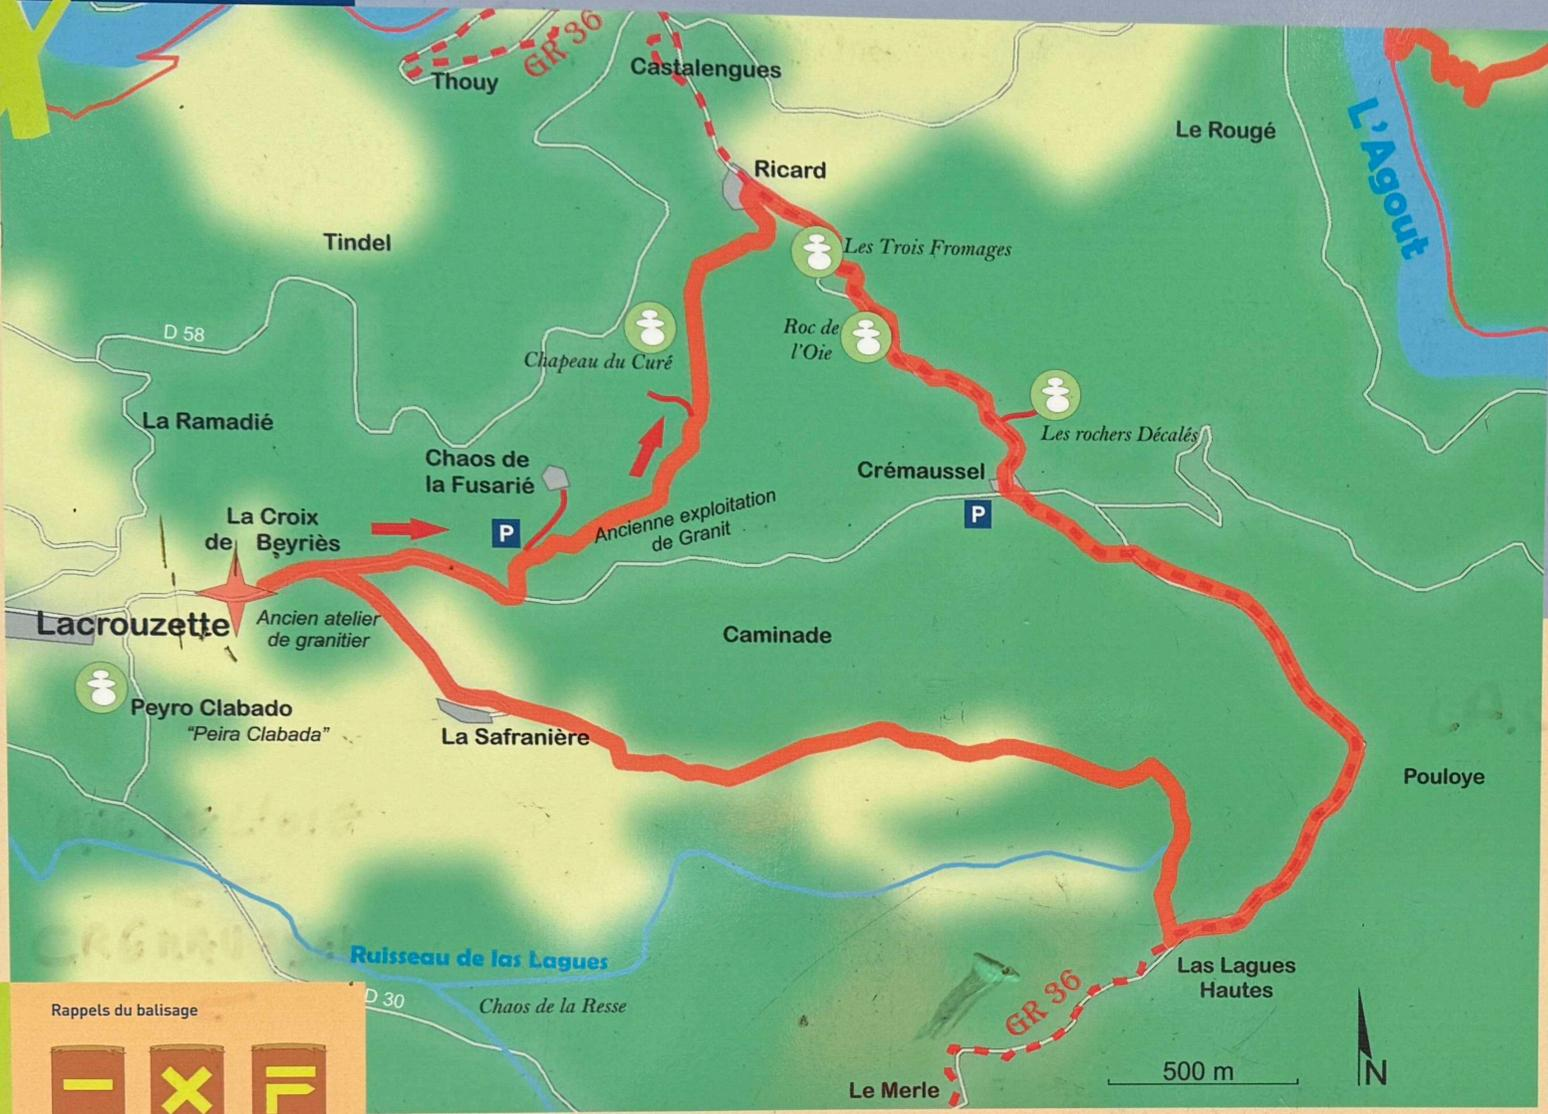 GR 36
Thouy
Castalengues
Le Rougé
L'Agout
Ricard
Tindel
Les Trois Fromages
D 58
Roc de
l'Oie
Chapeau du Curé
La Ramadié
Les rochers Décalés
Chaos de
la Fusarié
Crémaussel
P
P
Ancienne exploitation
de Granit
La Croix
de Beyriès
Lacrouzette
Ancien atelier
de granitier
Caminade
Peyro Clabado
"Peira Clabada"
La Safranière
Pouloye
Ruisseau de las Lagues
Las Lagues
Hautes
D 30
Chaos de la Resse
GR 36
Rappels du balisage
500 m
N
Le Merle